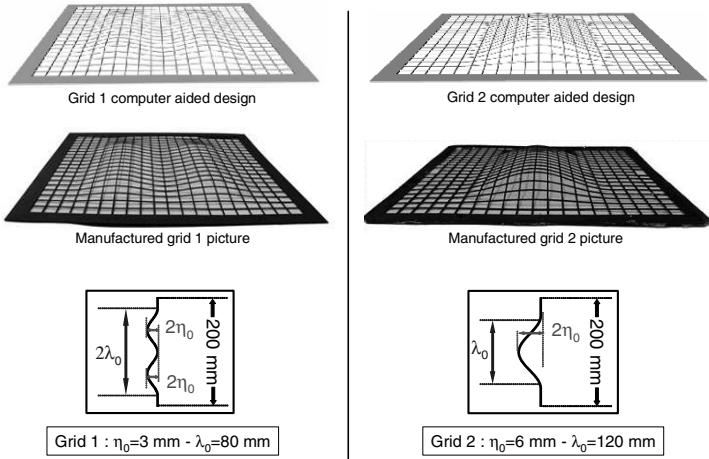 Grid 1 computer aided design
Manufactured grid 1 picture
2λ₀
2η₀
2η₀
200 mm
Grid 1 : η₀=3 mm - λ₀=80 mm
Grid 2 computer aided design
Manufactured grid 2 picture
λ₀
2η₀
200 mm
Grid 2 : η₀=6 mm - λ₀=120 mm